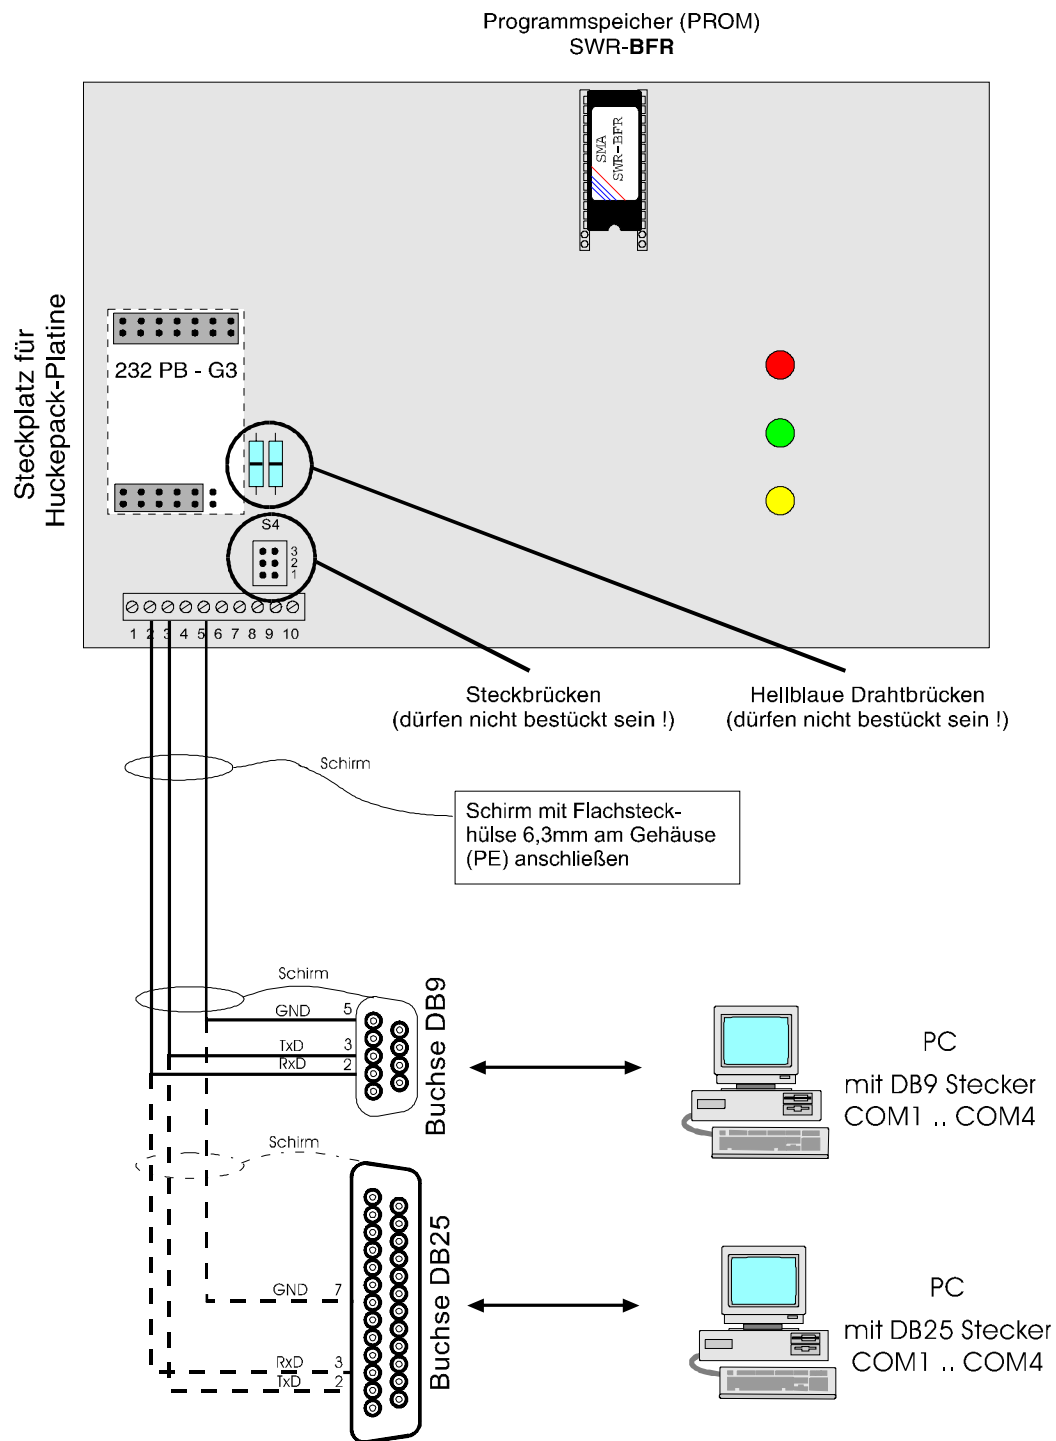 Programmspeicher (PROM)
SWR-BFR
SMA
SWR-BFR
Steckplatz für
Huckepack-Platine
232 PB - G3
S4
3
2
1
1 2 3 4 5 6 7 8 9 10
Steckbrücken
(dürfen nicht bestückt sein !)
Hellblaue Drahtbrücken
(dürfen nicht bestückt sein !)
Schirm
Schirm mit Flachsteck-
hülse 6,3mm am Gehäuse
(PE) anschließen
Schirm
GND 5
TxD 3
RxD 2
Buchse DB9
PC
mit DB9 Stecker
COM1 .. COM4
Schirm
GND 7
RxD 3
TxD 2
Buchse DB25
PC
mit DB25 Stecker
COM1 .. COM4